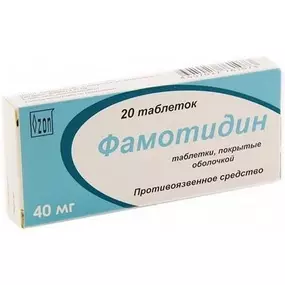 Ozon
20 таблеток
Фамотидин
таблетки, покрытые
оболочкой
Противоязвенное средство
40 мг